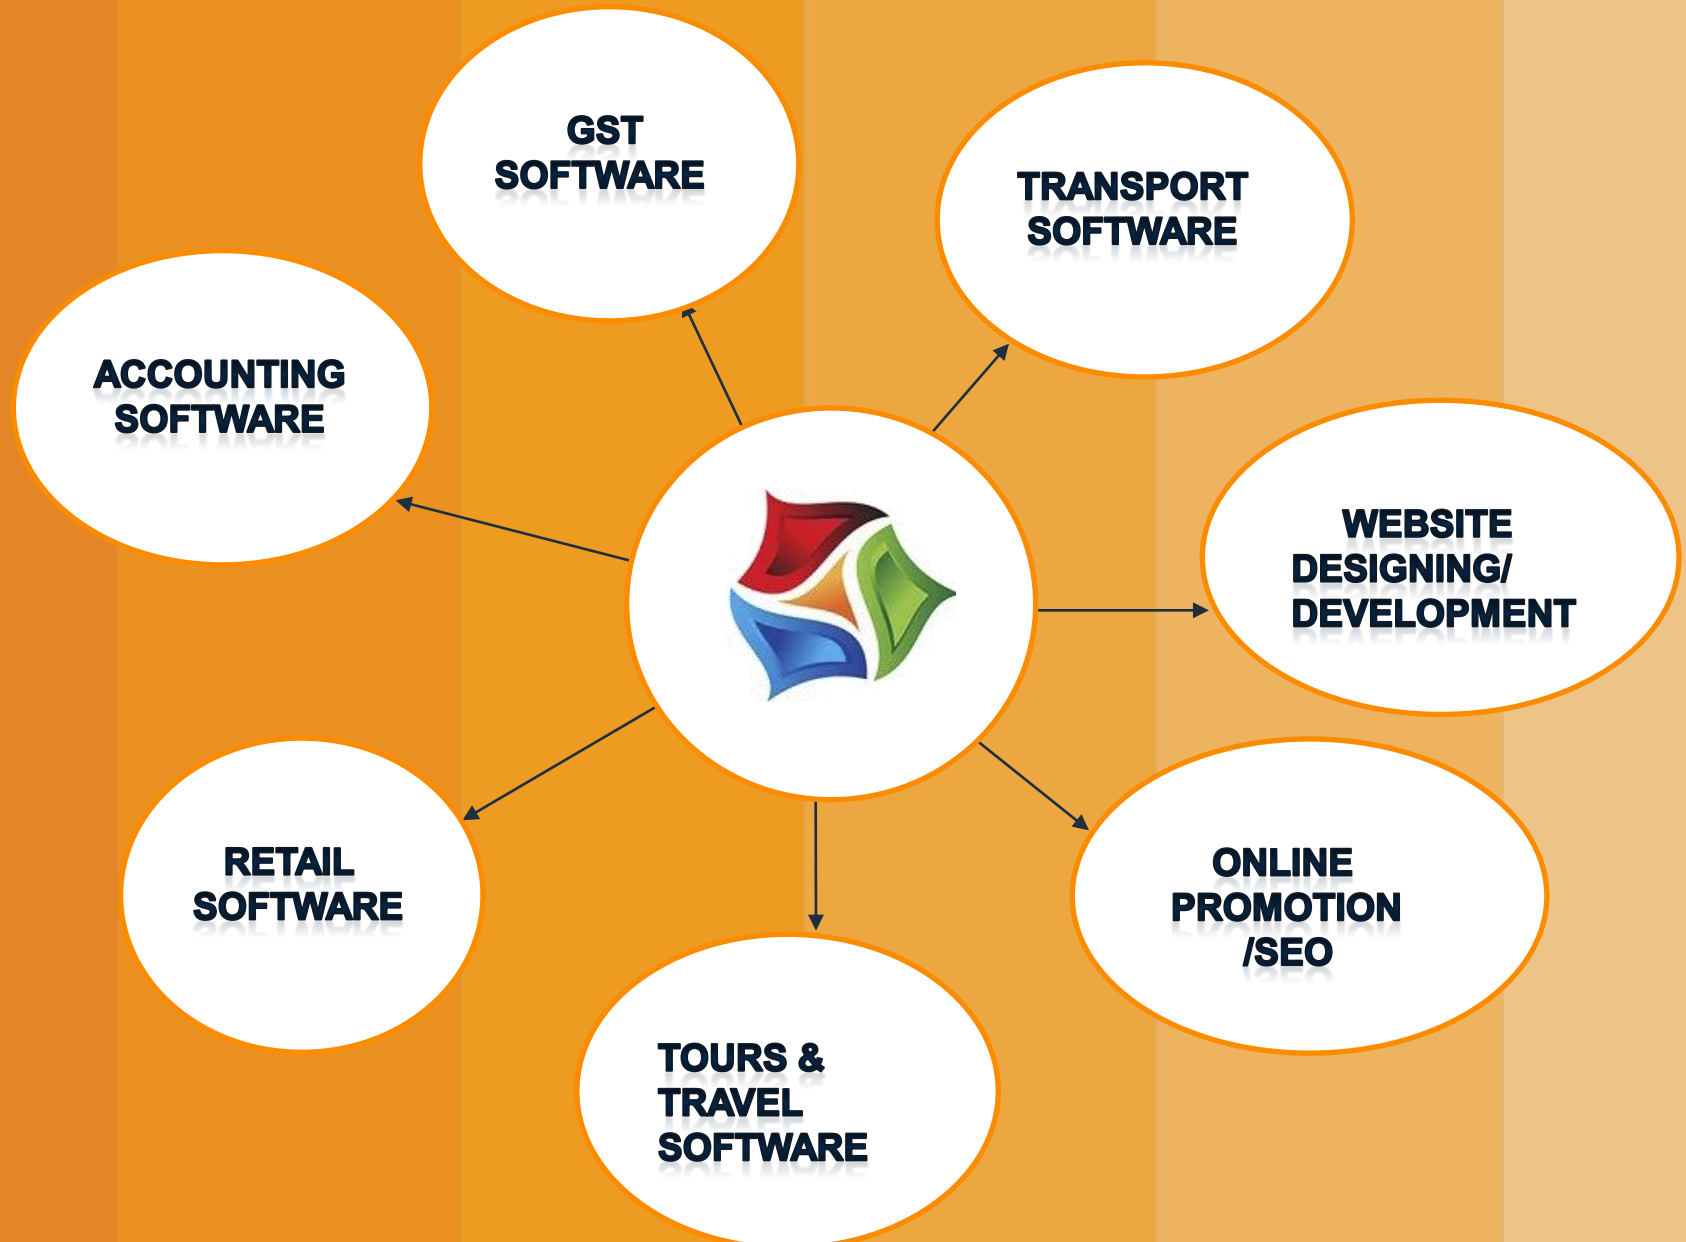 GST
SOFTWARE
TRANSPORT
SOFTWARE
ACCOUNTING
SOFTWARE
WEBSITE
DESIGNING/
DEVELOPMENT
RETAIL
SOFTWARE
ONLINE
PROMOTION
/SEO
TOURS &
TRAVEL
SOFTWARE